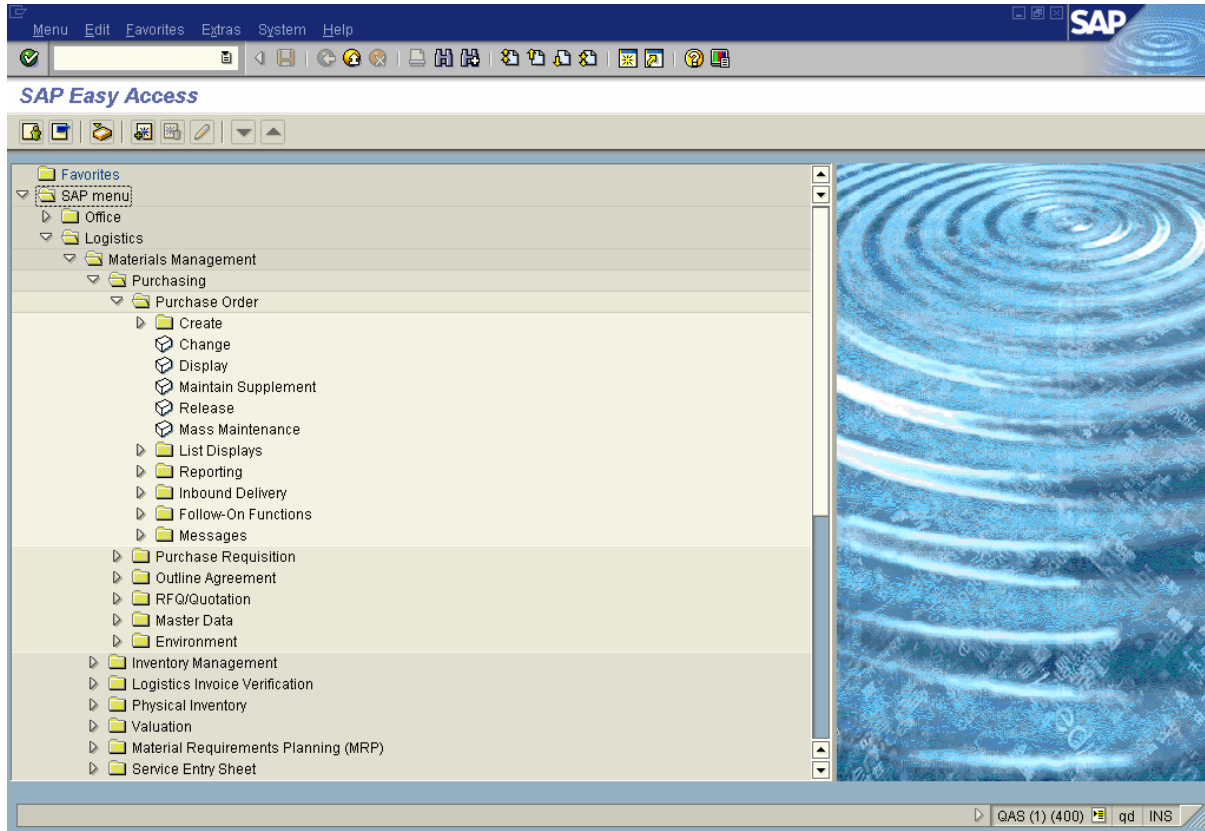 Menu Edit Favorites Extras System Help
SAP
SAP Easy Access
Favorites
SAP menu
Office
Logistics
Materials Management
Purchasing
Purchase Order
Create
Change
Display
Maintain Supplement
Release
Mass Maintenance
List Displays
Reporting
Inbound Delivery
Follow-On Functions
Messages
Purchase Requisition
Outline Agreement
RFQ/Quotation
Master Data
Environment
Inventory Management
Logistics Invoice Verification
Physical Inventory
Valuation
Material Requirements Planning (MRP)
Service Entry Sheet
QAS (1) (400) qd INS